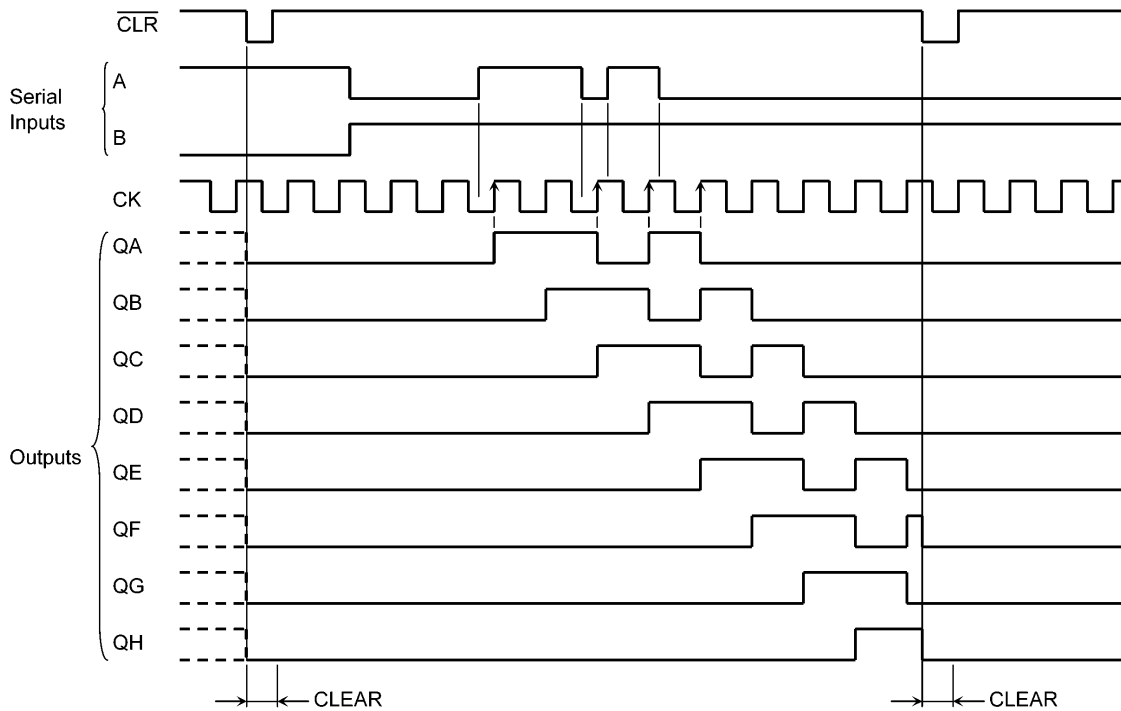 CLR
Serial
Inputs
A
B
CK
Outputs
QA
QB
QC
QD
QE
QF
QG
QH
CLEAR
CLEAR